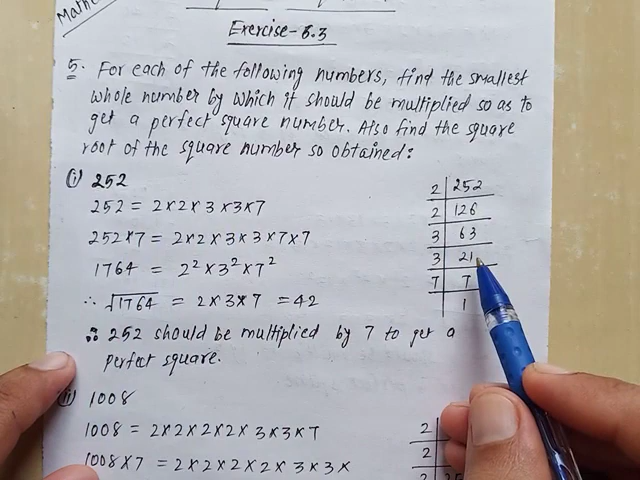 Exercise-6.3
5. For each of the following numbers, find the smallest
whole number by which it should be multiplied so as to
get a perfect square number. Also find the square
root of the square number so obtained:
(i) 252
252 = 2×2×3×3×7
252×7 = 2×2×3×3×7×7
1764 = 2²×3²×7²
∴ √1764 = 2×3×7 = 42
∴ 252 should be multiplied by 7 to get a
perfect square.
2 | 252
2 | 126
3 | 63
3 | 21
7 | 7
1
(ii) 1008
1008 = 2×2×2×2×3×3×7
1008×7 = 2×2×2×2×3×3×
2
2
2